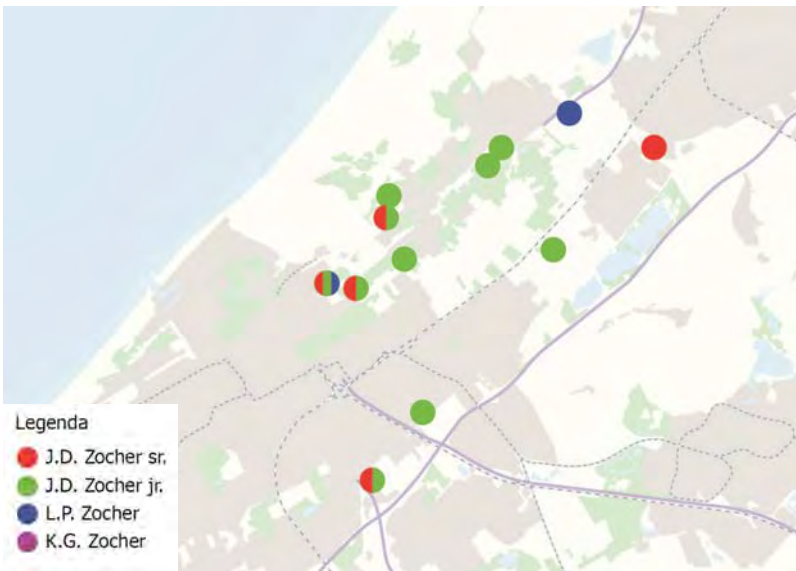 Legenda
J.D. Zocher sr.
J.D. Zocher jr.
L.P. Zocher
K.G. Zocher